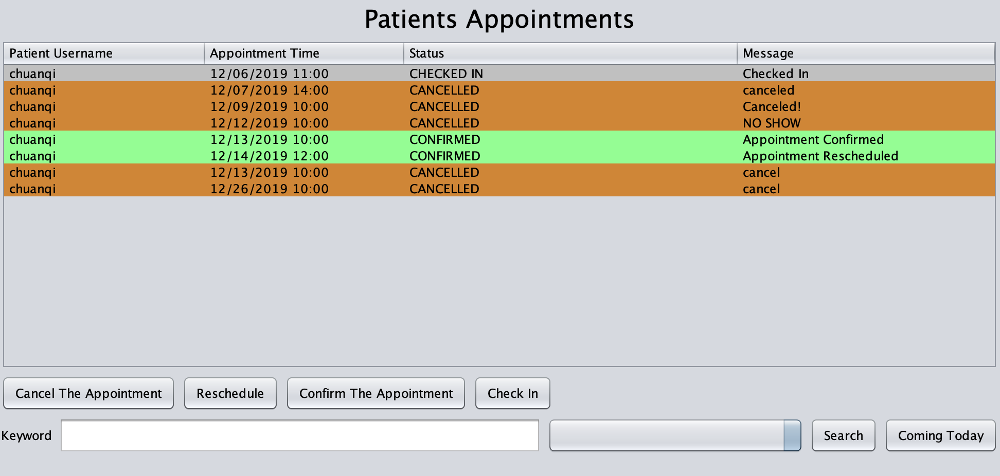 Patients Appointments
Patient Username Appointment Time Status Message
chuanqi 12/06/2019 11:00 CHECKED IN Checked In
chuanqi 12/07/2019 14:00 CANCELLED canceled
chuanqi 12/09/2019 10:00 CANCELLED Canceled!
chuanqi 12/12/2019 10:00 CANCELLED NO SHOW
chuanqi 12/13/2019 10:00 CONFIRMED Appointment Confirmed
chuanqi 12/14/2019 12:00 CONFIRMED Appointment Rescheduled
chuanqi 12/13/2019 10:00 CANCELLED cancel
chuanqi 12/26/2019 10:00 CANCELLED cancel
Cancel The Appointment Reschedule Confirm The Appointment Check In
Keyword Search Coming Today